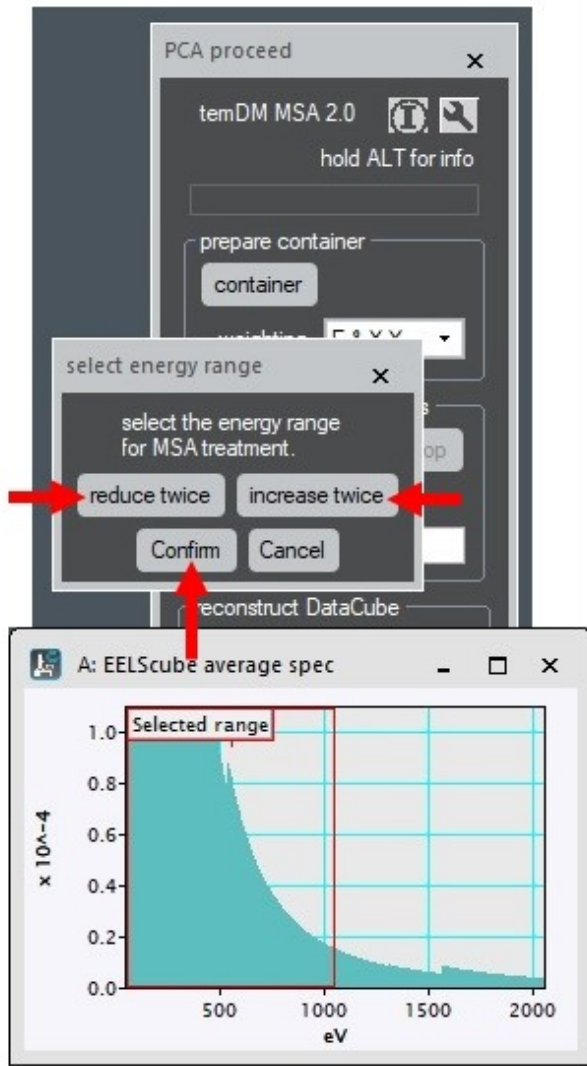 PCA proceed
temDM MSA 2.0
hold ALT for info
prepare container
container
select energy range
select the energy range
for MSA treatment.
reduce twice increase twice
Confirm Cancel
reconstruct DataCube
A: EELScube average spec
Selected range
1.0
0.8
0.6
0.4
0.2
0.0
x 10^-4
500 1000 1500 2000
eV